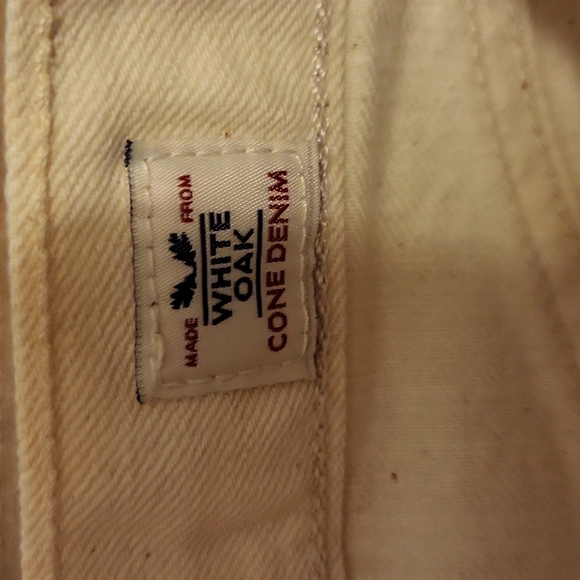 MADE FROM
WHITE
OAK
CONE DENIM